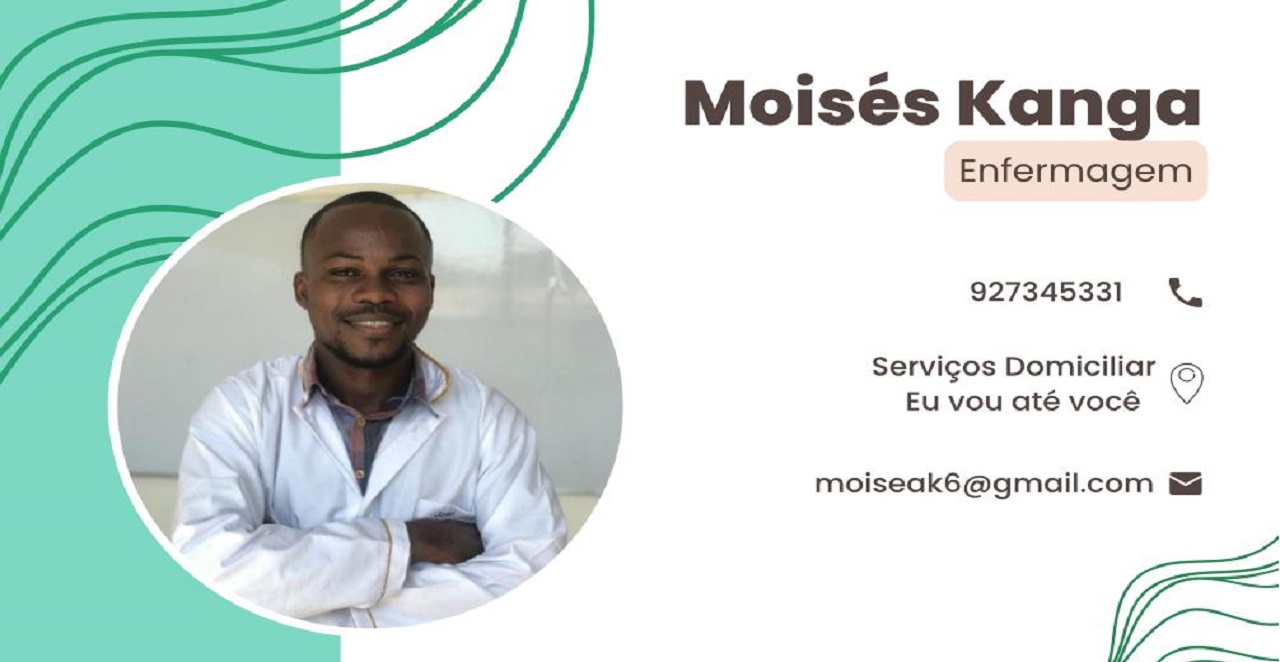 Moisés Kanga
Enfermagem
927345331
Serviços Domiciliar
Eu vou até você
moiseak6@gmail.com